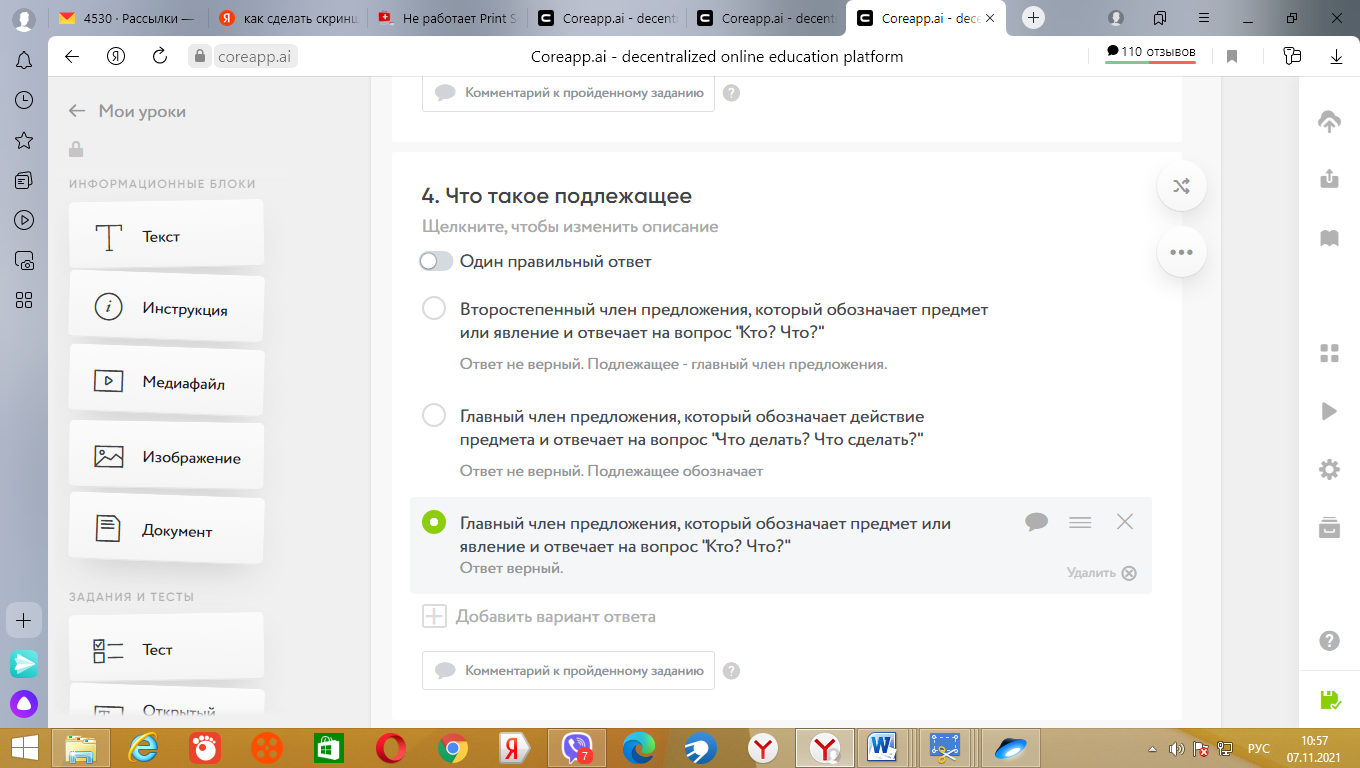 4530 · Рассылки —
как сделать скринш
Не работает Print S
Coreapp.ai - decentr
Coreapp.ai - decentr
Coreapp.ai - dece
coreapp.ai
Coreapp.ai - decentralized online education platform
110 отзывов
Мои уроки
ИНФОРМАЦИОННЫЕ БЛОКИ
Текст
Инструкция
Медиафайл
Изображение
Документ
ЗАДАНИЯ И ТЕСТЫ
Тест
Открытый
Комментарий к пройденному заданию
4. Что такое подлежащее
Щелкните, чтобы изменить описание
Один правильный ответ
Второстепенный член предложения, который обозначает предмет
или явление и отвечает на вопрос "Кто? Что?"
Ответ не верный. Подлежащее - главный член предложения.
Главный член предложения, который обозначает действие
предмета и отвечает на вопрос "Что делать? Что сделать?"
Ответ не верный. Подлежащее обозначает
Главный член предложения, который обозначает предмет или
явление и отвечает на вопрос "Кто? Что?"
Ответ верный.
Удалить
Добавить вариант ответа
Комментарий к пройденному заданию
7
РУС
10:57
07.11.2021